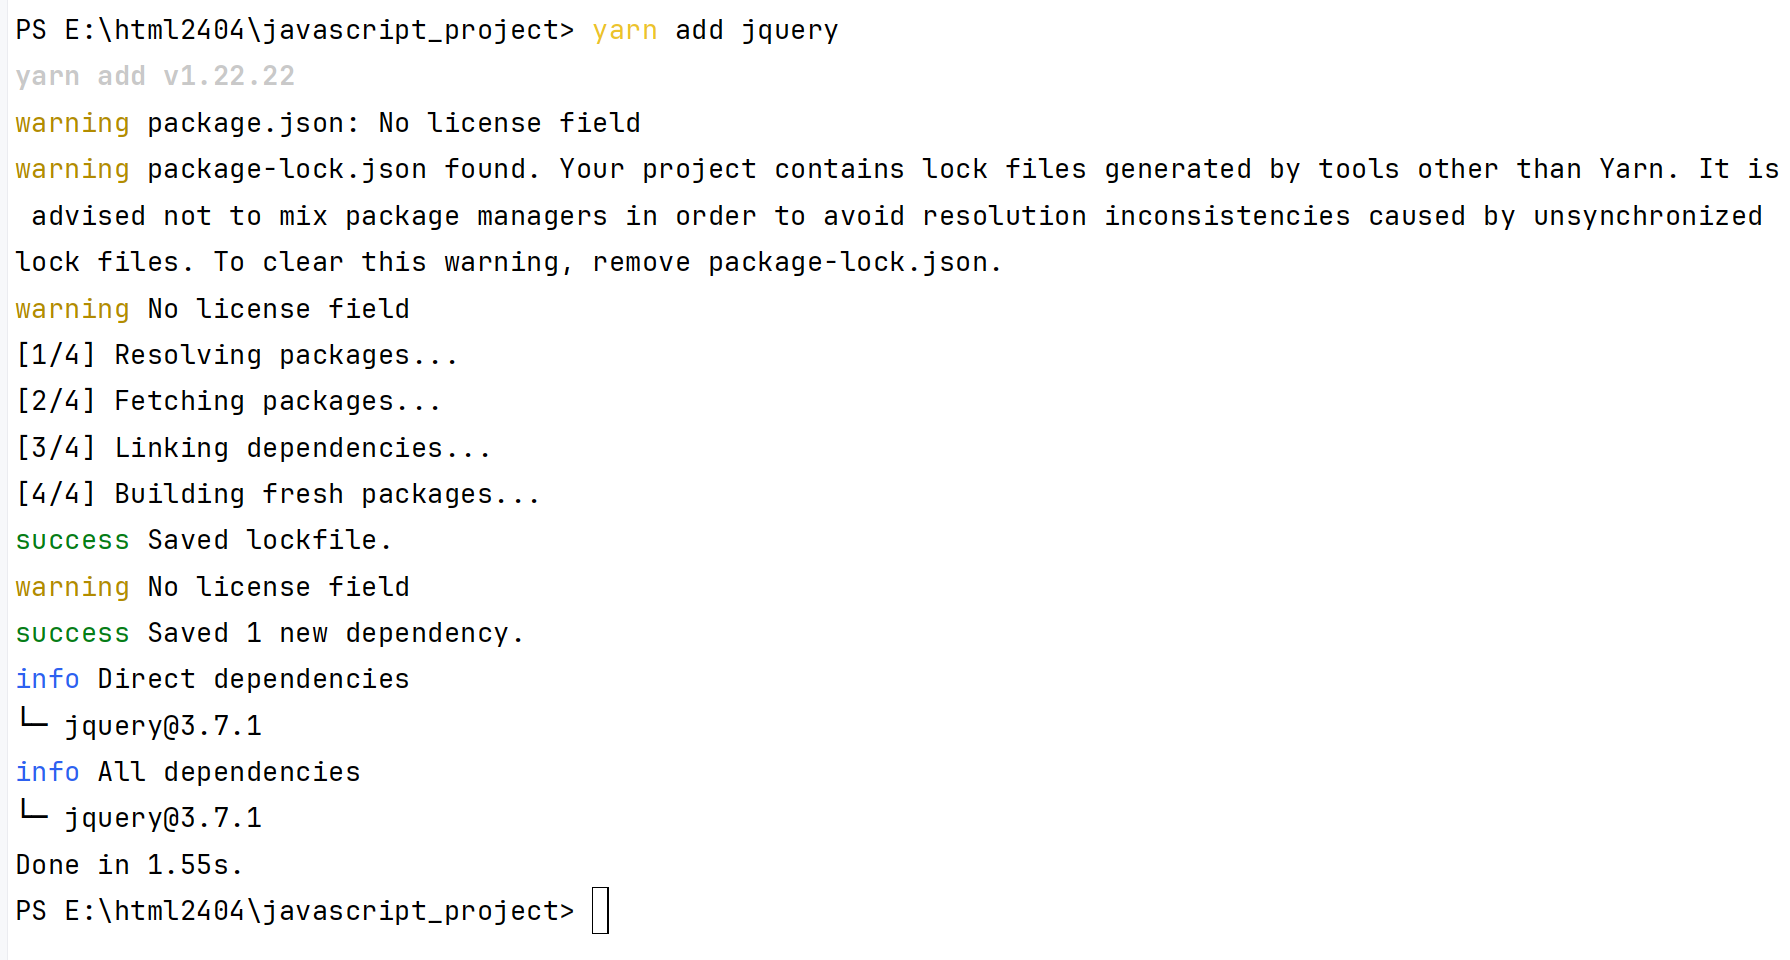 PS E:\html2404\javascript_project> yarn add jquery
yarn add v1.22.22
warning package.json: No license field
warning package-lock.json found. Your project contains lock files generated by tools other than Yarn. It is
advised not to mix package managers in order to avoid resolution inconsistencies caused by unsynchronized
lock files. To clear this warning, remove package-lock.json.
warning No license field
[1/4] Resolving packages...
[2/4] Fetching packages...
[3/4] Linking dependencies...
[4/4] Building fresh packages...
success Saved lockfile.
warning No license field
success Saved 1 new dependency.
info Direct dependencies
└─ jquery@3.7.1
info All dependencies
└─ jquery@3.7.1
Done in 1.55s.
PS E:\html2404\javascript_project>